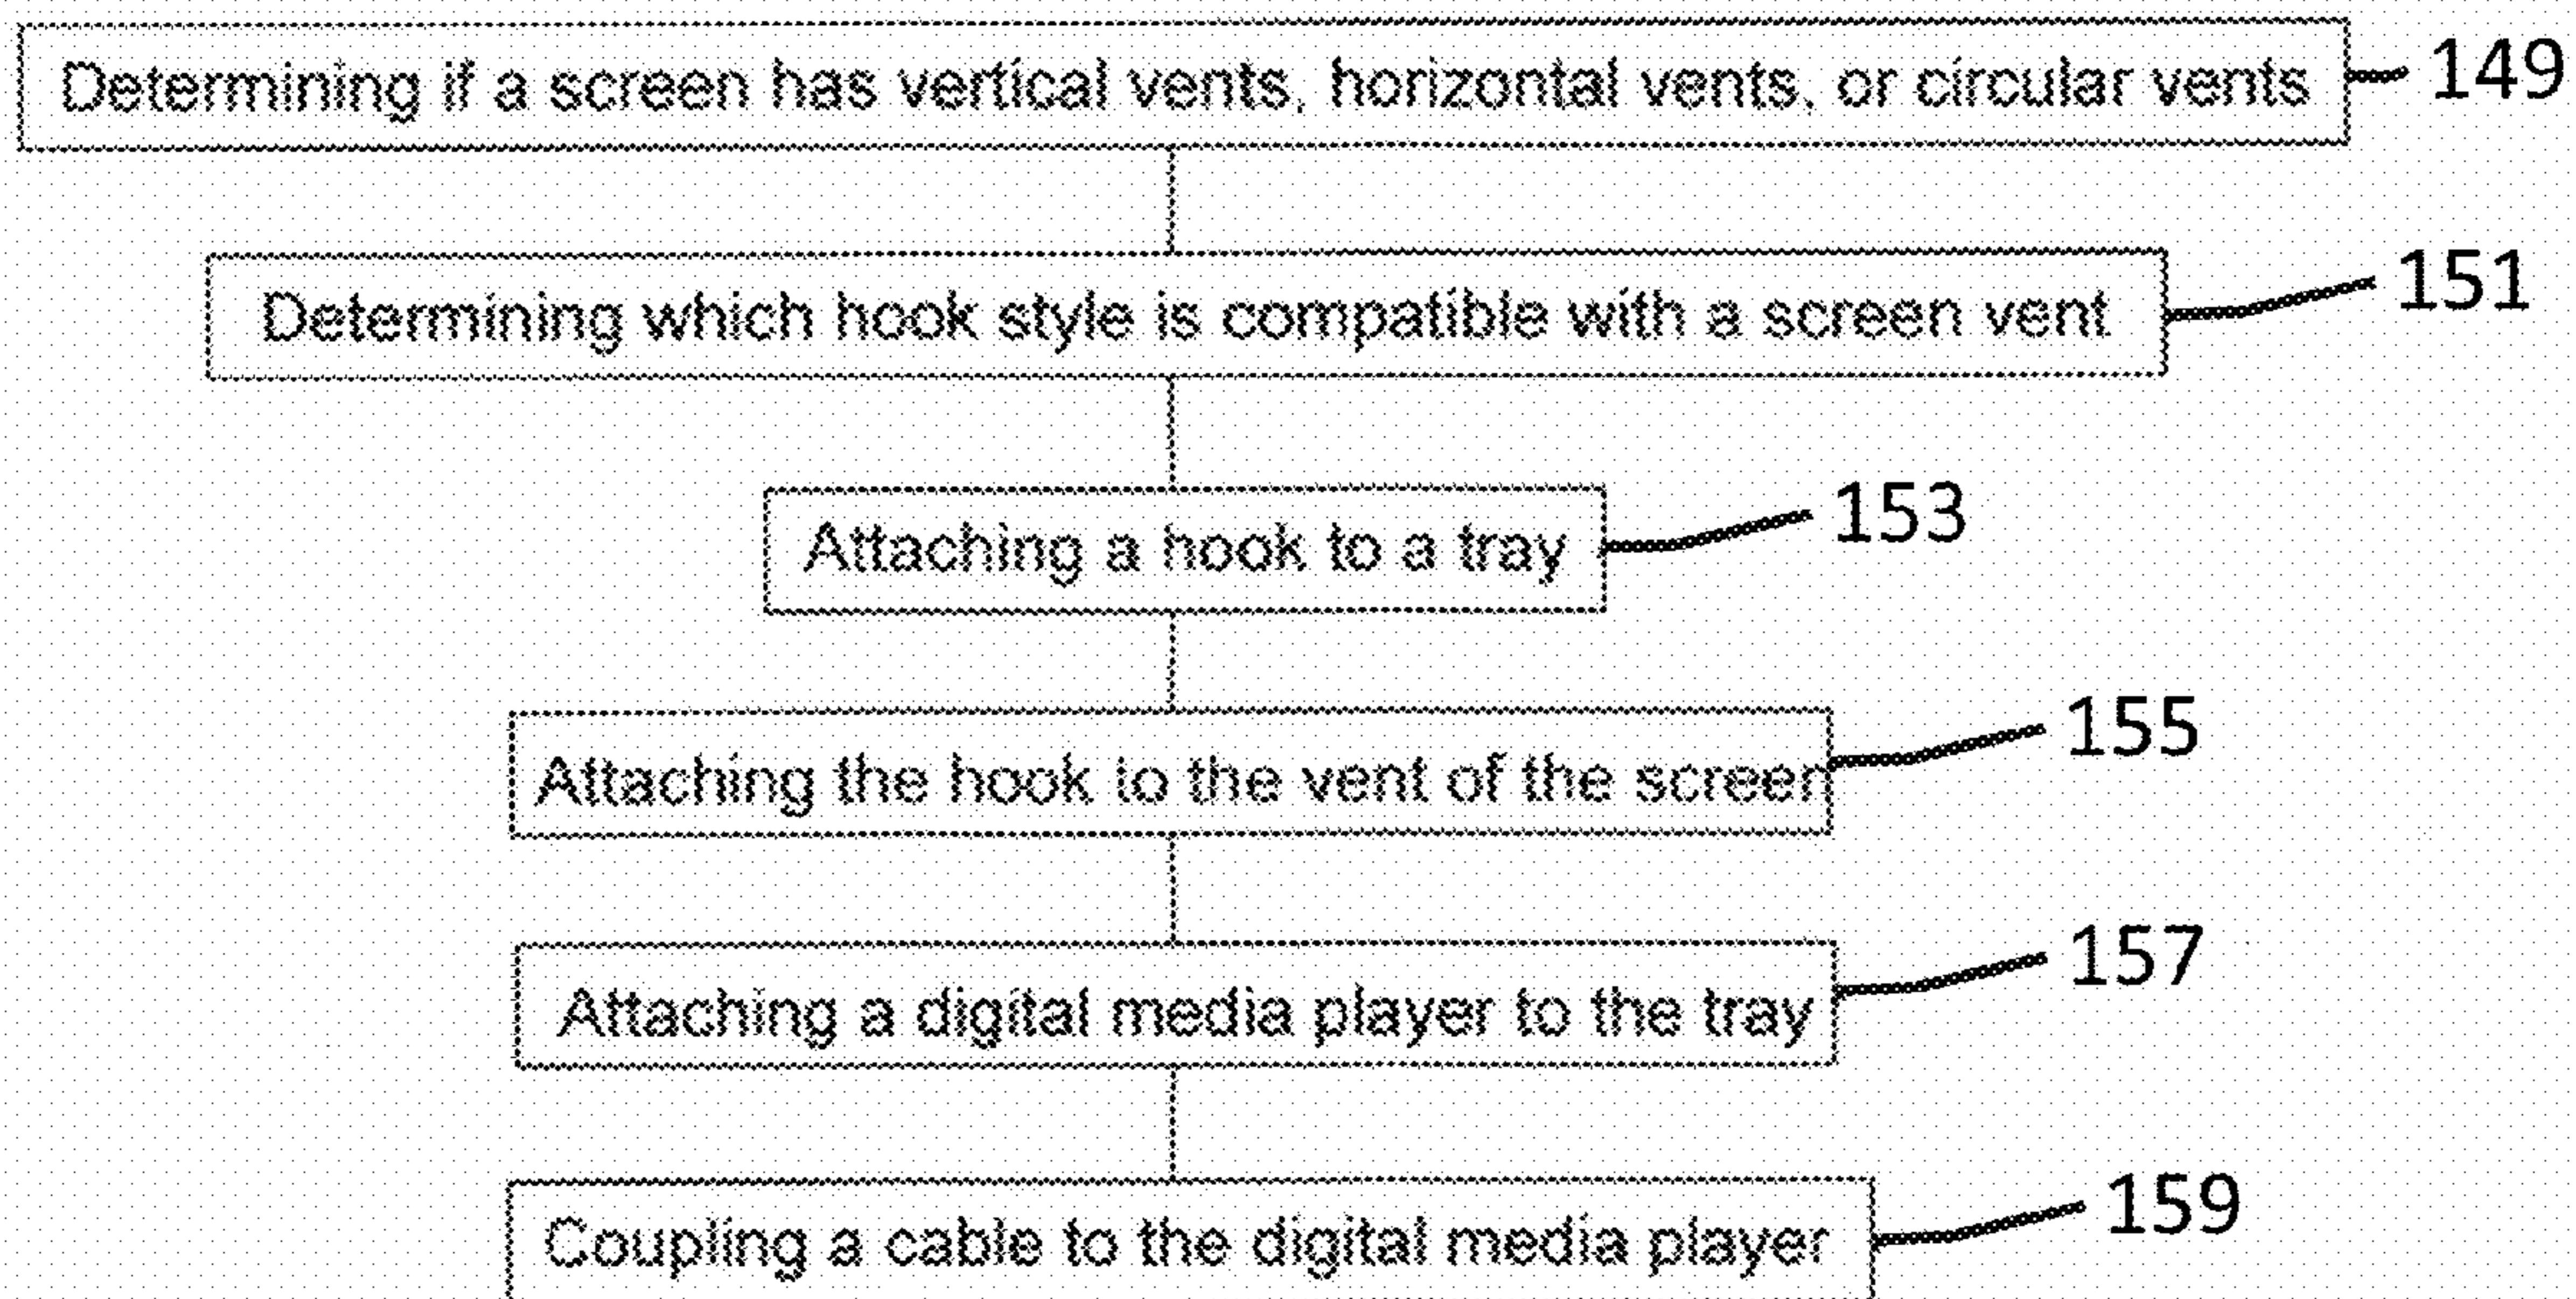 Determining if a screen has vertical vents, horizontal vents, or circular vents 149
Determining which hook style is compatible with a screen vent 151
Attaching a hook to a tray 153
Attaching the hook to the vent of the screen 155
Attaching a digital media player to the tray 157
Coupling a cable to the digital media player 159